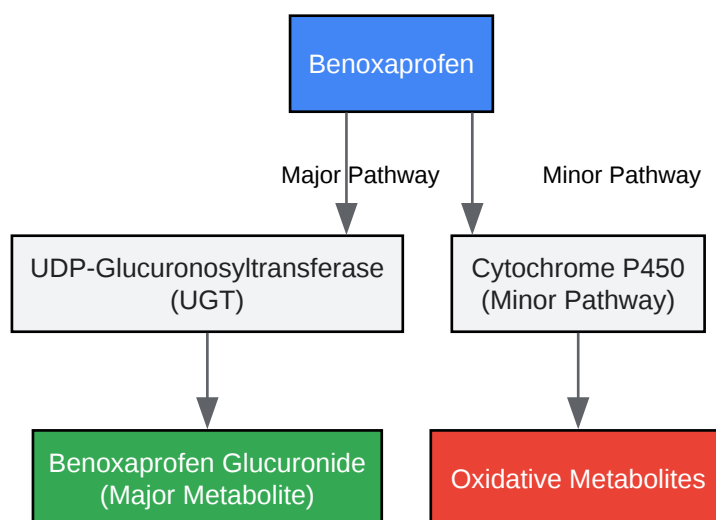 Benoxaprofen
Major Pathway
Minor Pathway
UDP-Glucuronosyltransferase
(UGT)
Cytochrome P450
(Minor Pathway)
Benoxaprofen Glucuronide
(Major Metabolite)
Oxidative Metabolites